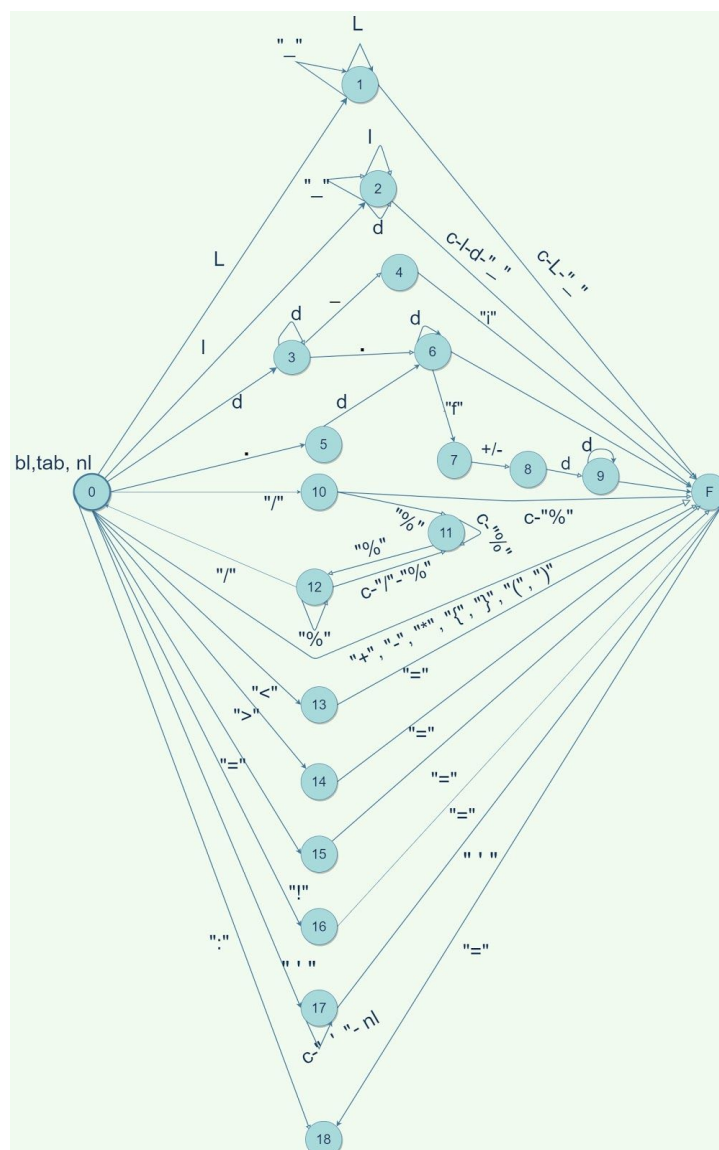 L
"_"
1
l
"_"
2
d
c-l-d-"_"
c-L-"_"
L
4
_
"i"
d
l
.
d
3
6
d
d
"f"
.
5
+/-
d
bl,tab, nl
7
8
d
9
0
10
F
"/"
c-"%"
"%"
11
c-"%"
"%"
"/"
12
c-"/"-"%"
"%"
"+" , "-" , "*" , "{" , "}" , "(" , ")"
"="
"<"
13
">"
"="
"="
14
"="
"="
15
" ' "
"!"
16
":"
"="
" ' "
17
c-" ' "- nl
18